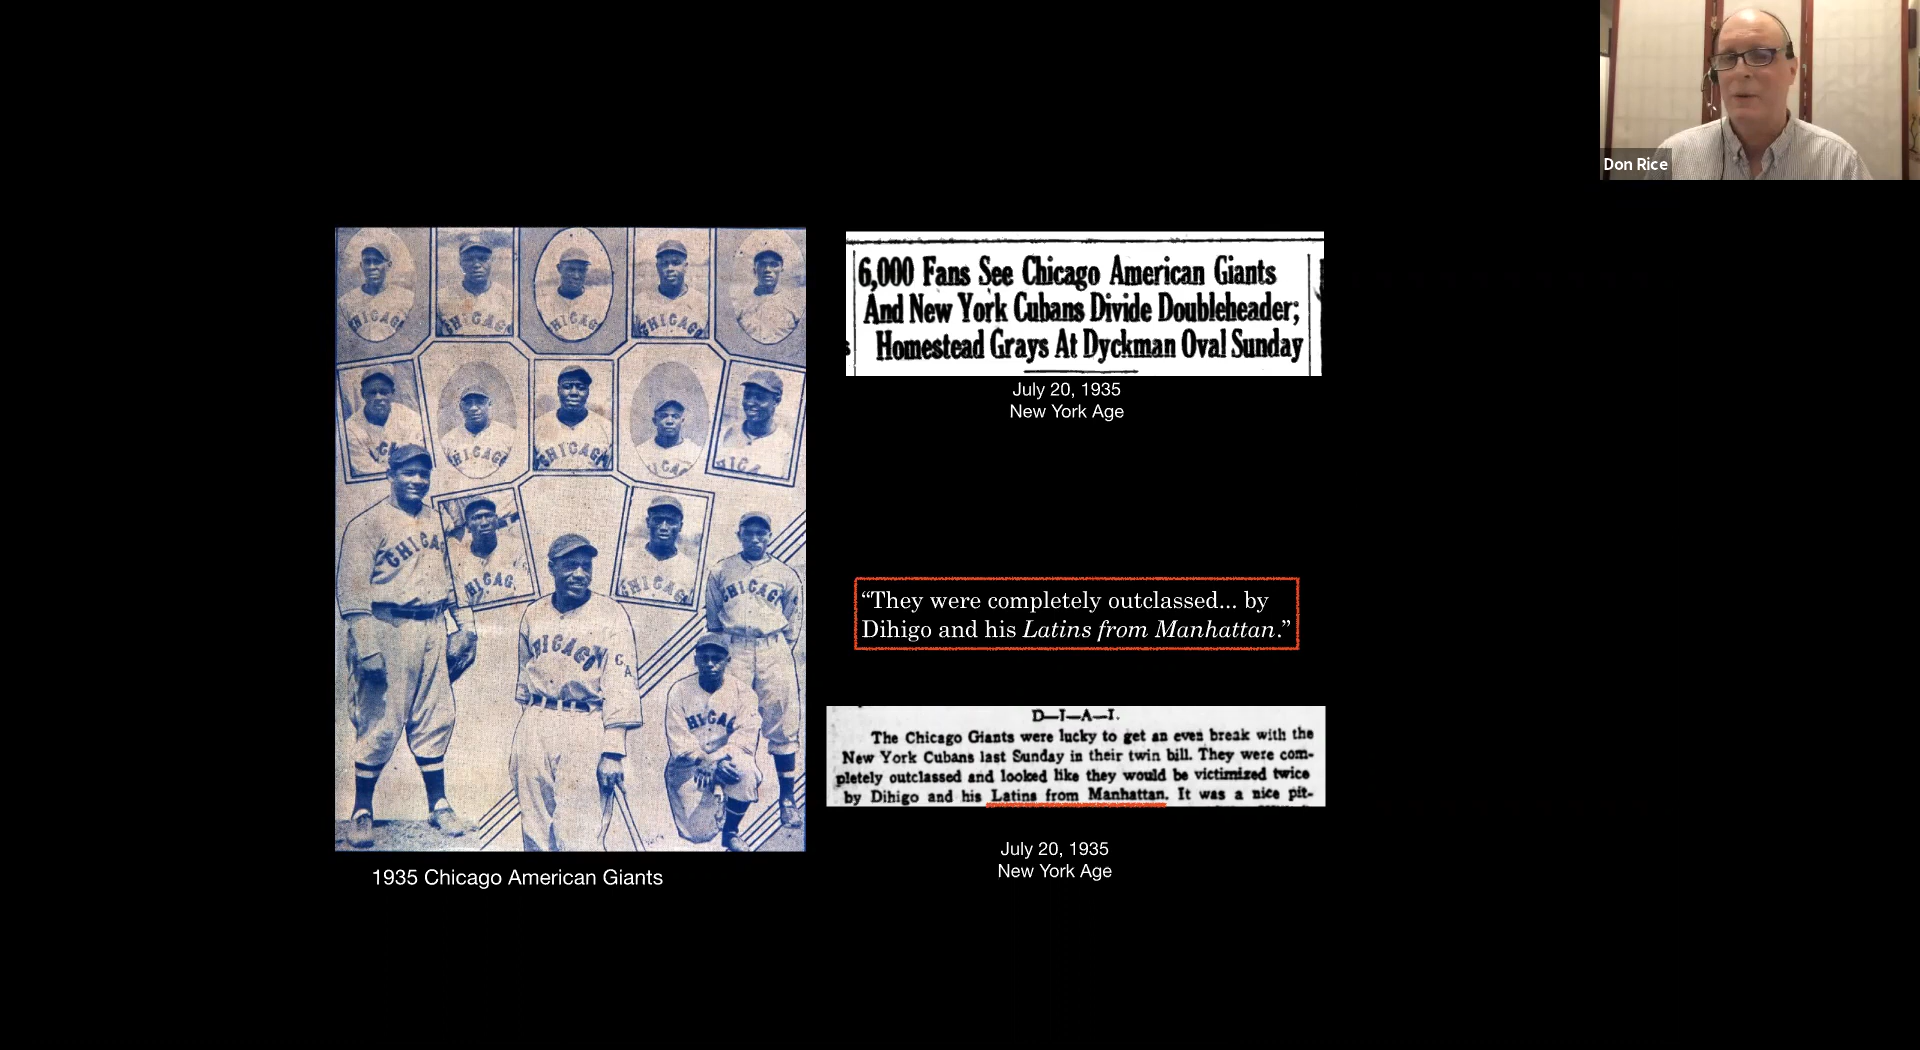 Don Rice
CHICAGO
CHICAGO
CHICAGO
CHICAGO
6,000 Fans See Chicago American Giants
And New York Cubans Divide Doubleheader;
Homestead Grays At Dyckman Oval Sunday
July 20, 1935
New York Age
“They were completely outclassed... by
Dihigo and his Latins from Manhattan.”
D—I—A—I.
The Chicago Giants were lucky to get an even break with the
New York Cubans last Sunday in their twin bill. They were com-
pletely outclassed and looked like they would be victimized twice
by Dihigo and his Latins from Manhattan. It was a nice pit-
July 20, 1935
New York Age
1935 Chicago American Giants